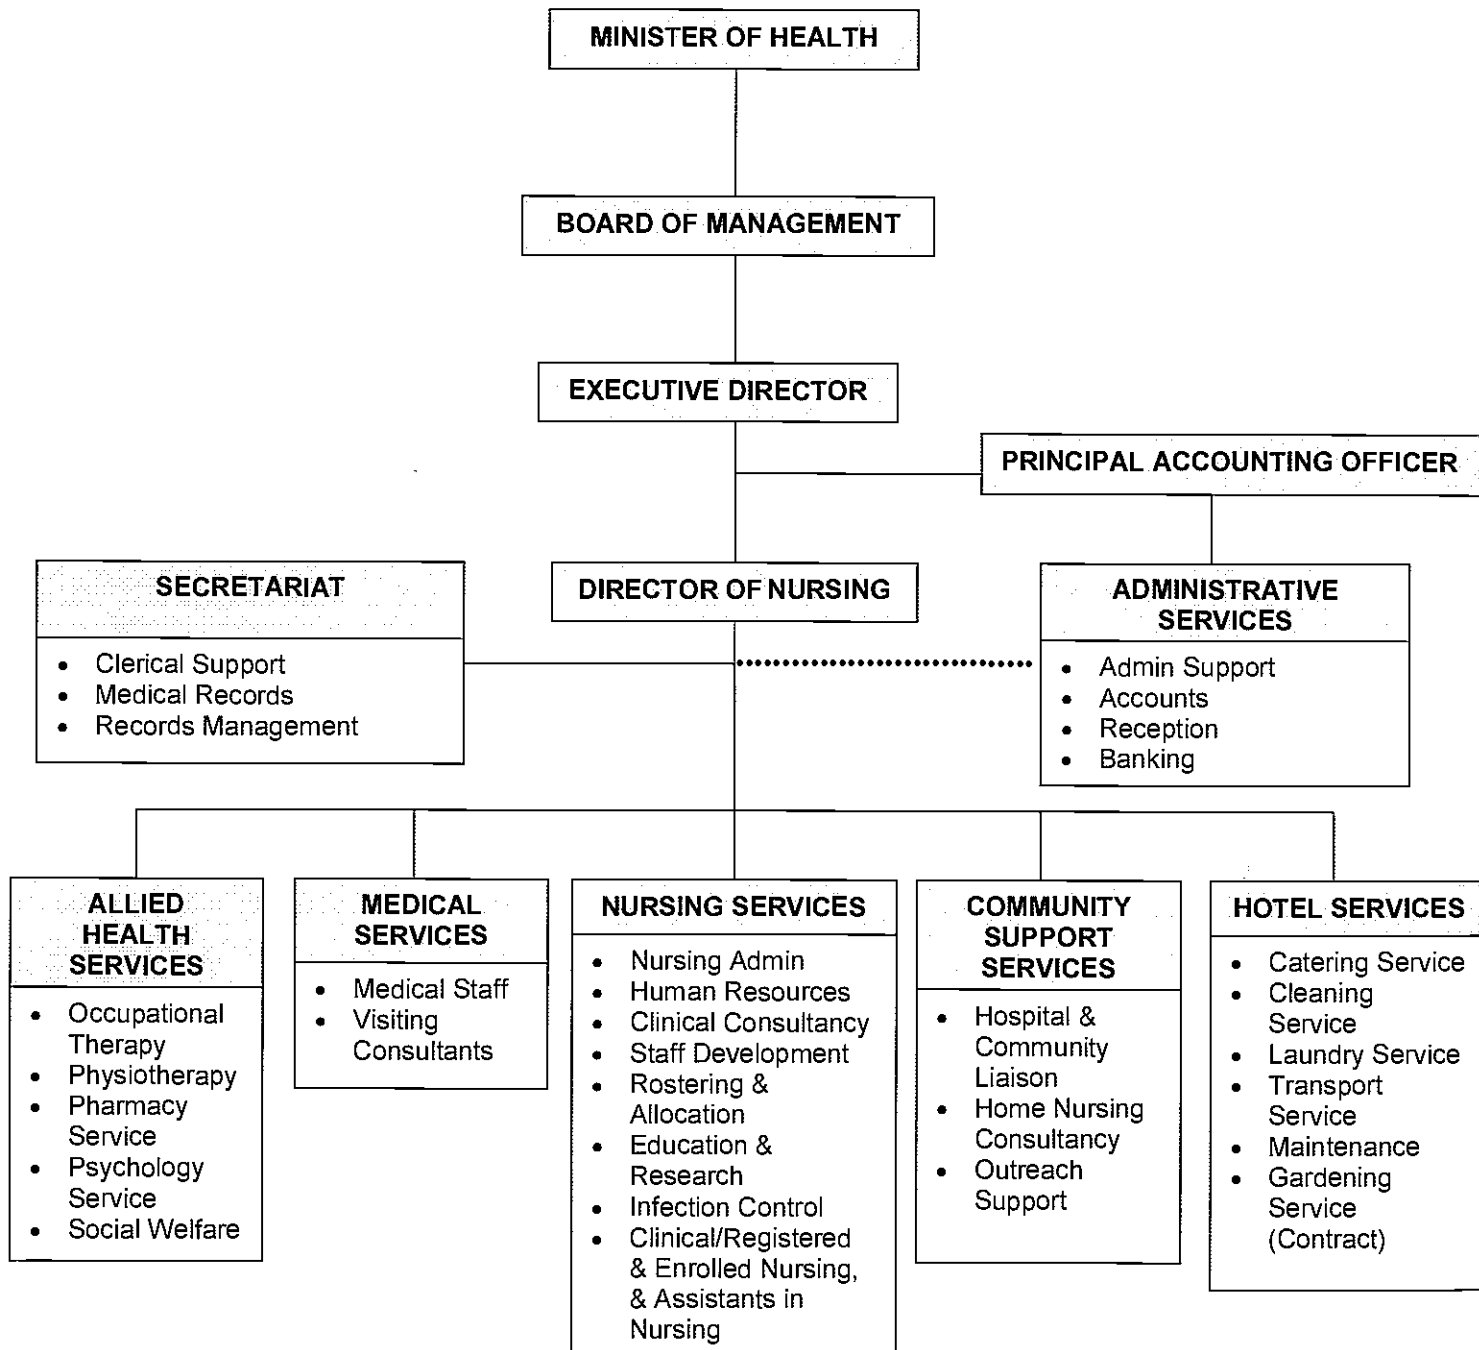 MINISTER OF HEALTH
BOARD OF MANAGEMENT
EXECUTIVE DIRECTOR
PRINCIPAL ACCOUNTING OFFICER
SECRETARIAT
• Clerical Support
• Medical Records
• Records Management
DIRECTOR OF NURSING
ADMINISTRATIVE
SERVICES
• Admin Support
• Accounts
• Reception
• Banking
ALLIED
HEALTH
SERVICES
• Occupational
Therapy
• Physiotherapy
• Pharmacy
Service
• Psychology
Service
• Social Welfare
MEDICAL
SERVICES
• Medical Staff
• Visiting
Consultants
NURSING SERVICES
• Nursing Admin
• Human Resources
• Clinical Consultancy
• Staff Development
• Rostering &
Allocation
• Education &
Research
• Infection Control
• Clinical/Registered
& Enrolled Nursing,
& Assistants in
Nursing
COMMUNITY
SUPPORT
SERVICES
• Hospital &
Community
Liaison
• Home Nursing
Consultancy
• Outreach
Support
HOTEL SERVICES
• Catering Service
• Cleaning
Service
• Laundry Service
• Transport
Service
• Maintenance
• Gardening
Service
(Contract)